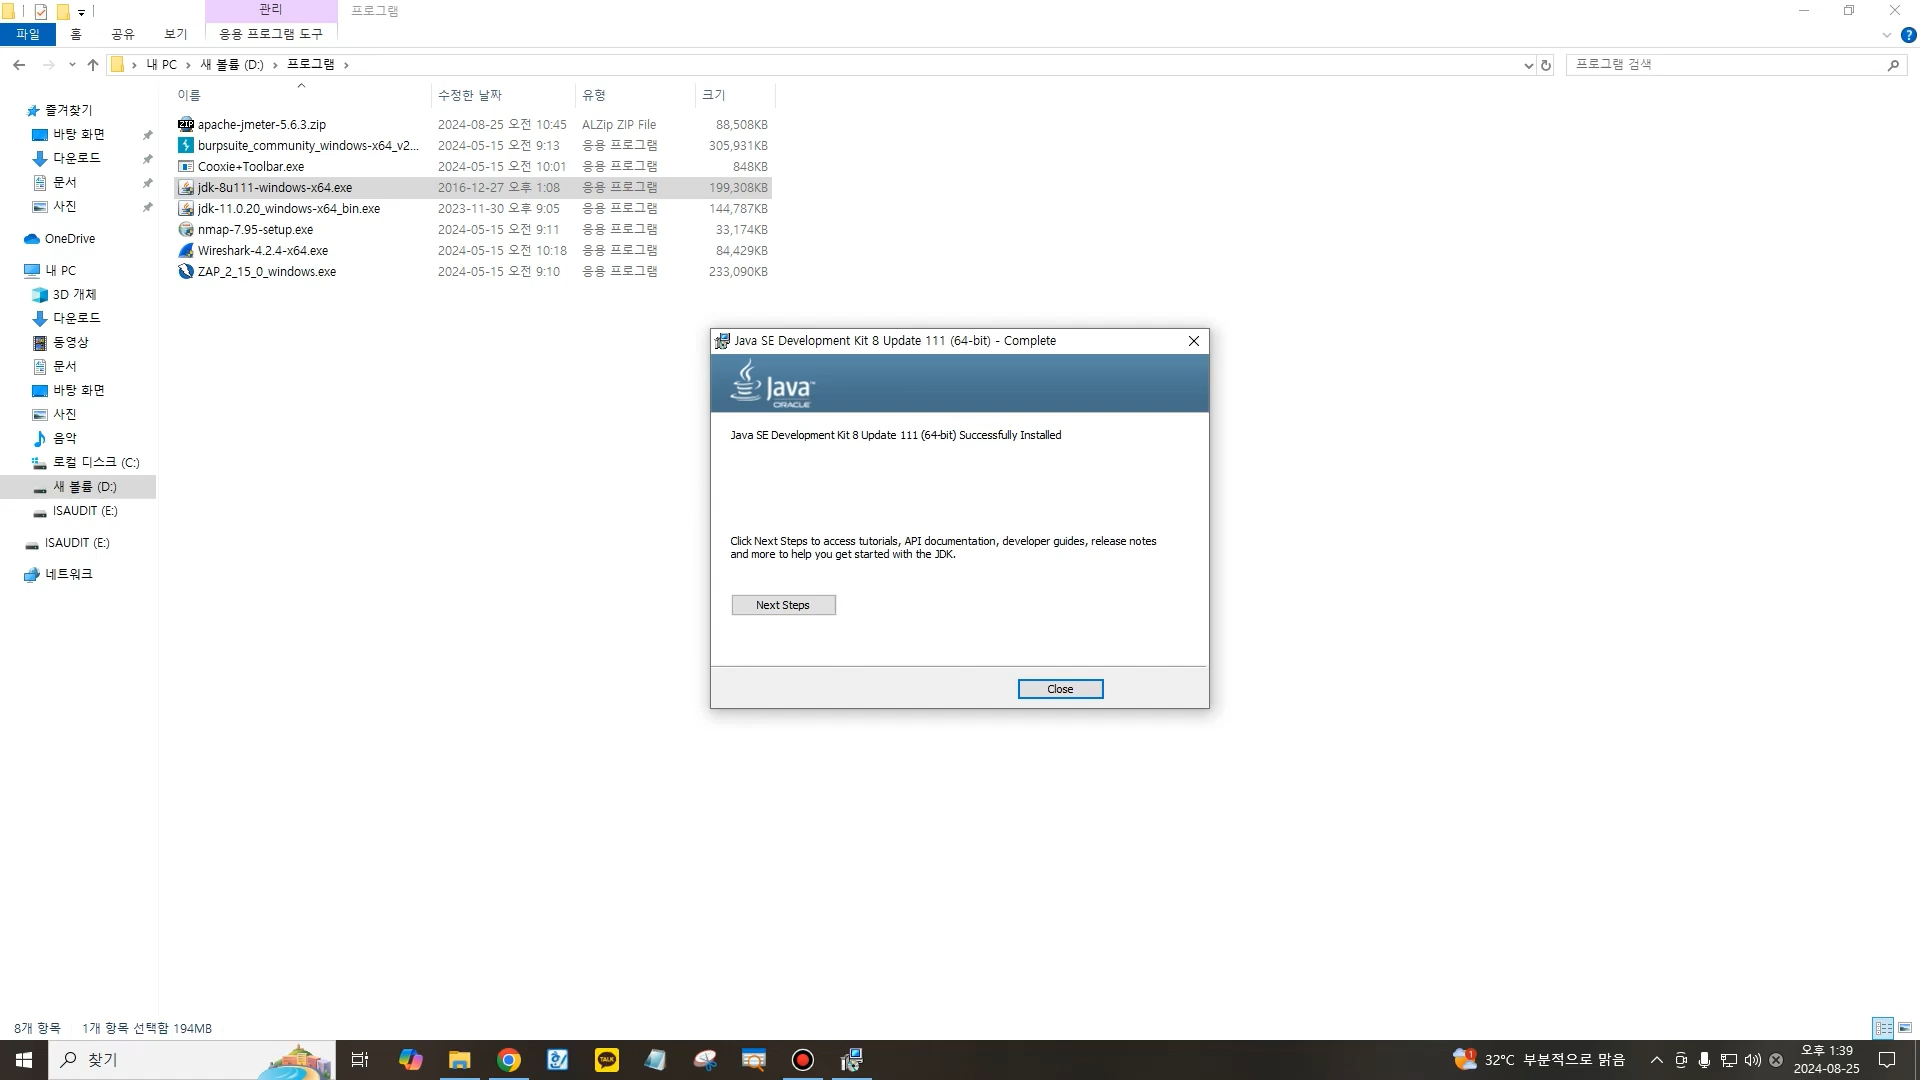 관리
프로그램
파일
홈
공유
보기
응용 프로그램 도구
내 PC
새 볼륨 (D:)
프로그램
프로그램 검색
이름
수정한 날짜
유형
크기
apache-jmeter-5.6.3.zip 2024-08-25 오전 10:45 ALZip ZIP File 88,508KB
burpsuite_community_windows-x64_v2... 2024-05-15 오전 9:13 응용 프로그램 305,931KB
Cooxie+Toolbar.exe 2024-05-15 오전 10:01 응용 프로그램 848KB
jdk-8u111-windows-x64.exe 2016-12-27 오후 1:08 응용 프로그램 199,308KB
jdk-11.0.20_windows-x64_bin.exe 2023-11-30 오후 9:05 응용 프로그램 144,787KB
nmap-7.95-setup.exe 2024-05-15 오전 9:11 응용 프로그램 33,174KB
Wireshark-4.2.4-x64.exe 2024-05-15 오전 10:18 응용 프로그램 84,429KB
ZAP_2_15_0_windows.exe 2024-05-15 오전 9:10 응용 프로그램 233,090KB
즐겨찾기
바탕 화면
다운로드
문서
사진
OneDrive
내 PC
3D 개체
다운로드
동영상
문서
바탕 화면
사진
음악
로컬 디스크 (C:)
새 볼륨 (D:)
ISAUDIT (E:)
ISAUDIT (E:)
네트워크
Java SE Development Kit 8 Update 111 (64-bit) - Complete
Java™
ORACLE
Java SE Development Kit 8 Update 111 (64-bit) Successfully Installed
Click Next Steps to access tutorials, API documentation, developer guides, release notes
and more to help you get started with the JDK.
Next Steps
Close
8개 항목
1개 항목 선택함 194MB
찾기
TALK
32°C 부분적으로 맑음
오후 1:39
2024-08-25